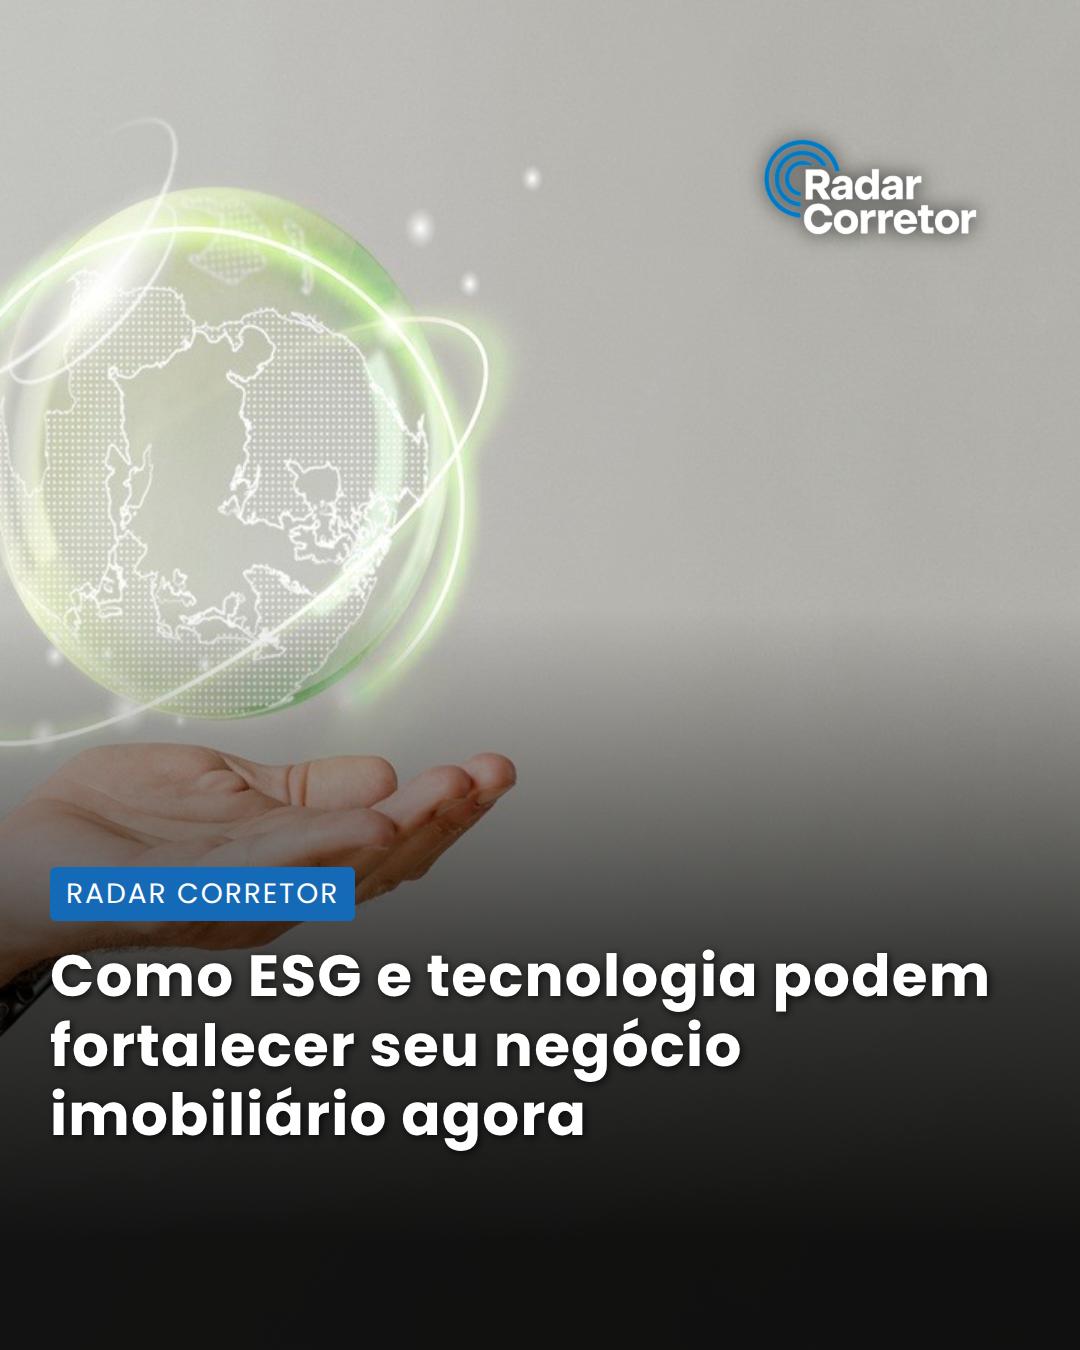 Radar
Corretor
RADAR CORRETOR
Como ESG e tecnologia podem
fortalecer seu negócio
imobiliário agora